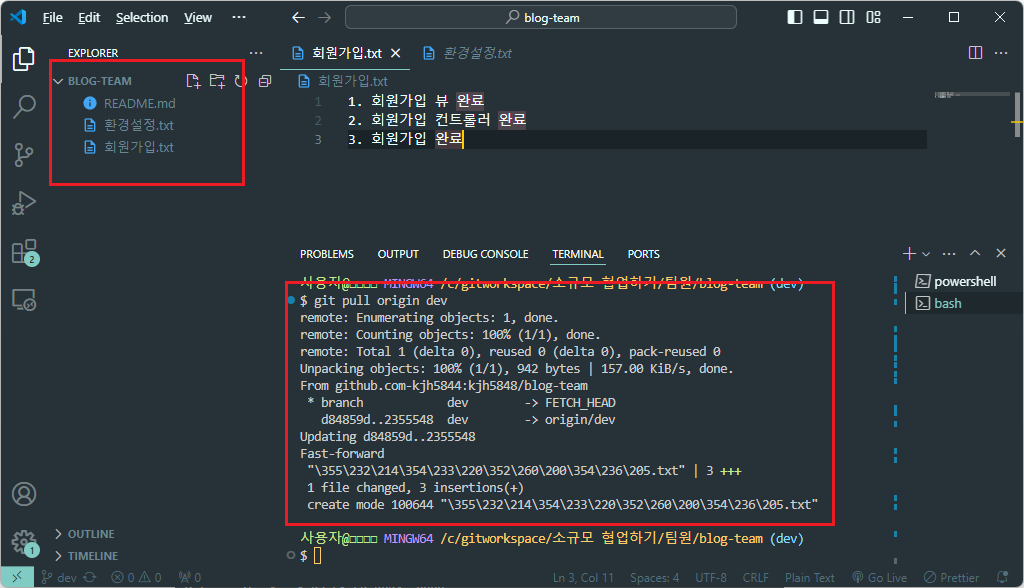 File Edit Selection View ··· blog-team
EXPLORER ···
BLOG-TEAM
README.md
환경설정.txt
회원가입.txt
회원가입.txt 환경설정.txt
회원가입.txt
1 1. 회원가입 뷰 완료
2 2. 회원가입 컨트롤러 완료
3 3. 회원가입 완료
PROBLEMS OUTPUT DEBUG CONSOLE TERMINAL PORTS
powershell
bash
사용자@□□□□ MINGW64 /c/gitworkspace/소규모 협업하기/팀원/blog-team (dev)
$ git pull origin dev
remote: Enumerating objects: 1, done.
remote: Counting objects: 100% (1/1), done.
remote: Total 1 (delta 0), reused 0 (delta 0), pack-reused 0
Unpacking objects: 100% (1/1), 942 bytes | 157.00 KiB/s, done.
From github.com-kjh5844:kjh5848/blog-team
* branch dev -> FETCH_HEAD
d84859d..2355548 dev -> origin/dev
Updating d84859d..2355548
Fast-forward
"\355\232\214\354\233\220\352\260\200\354\236\205.txt" | 3 +++
1 file changed, 3 insertions(+)
create mode 100644 "\355\232\214\354\233\220\352\260\200\354\236\205.txt"
사용자@□□□□ MINGW64 /c/gitworkspace/소규모 협업하기/팀원/blog-team (dev)
$
2
1
OUTLINE
TIMELINE
dev 0 0 0 Ln 3, Col 11 Spaces: 4 UTF-8 CRLF Plain Text Go Live Prettier